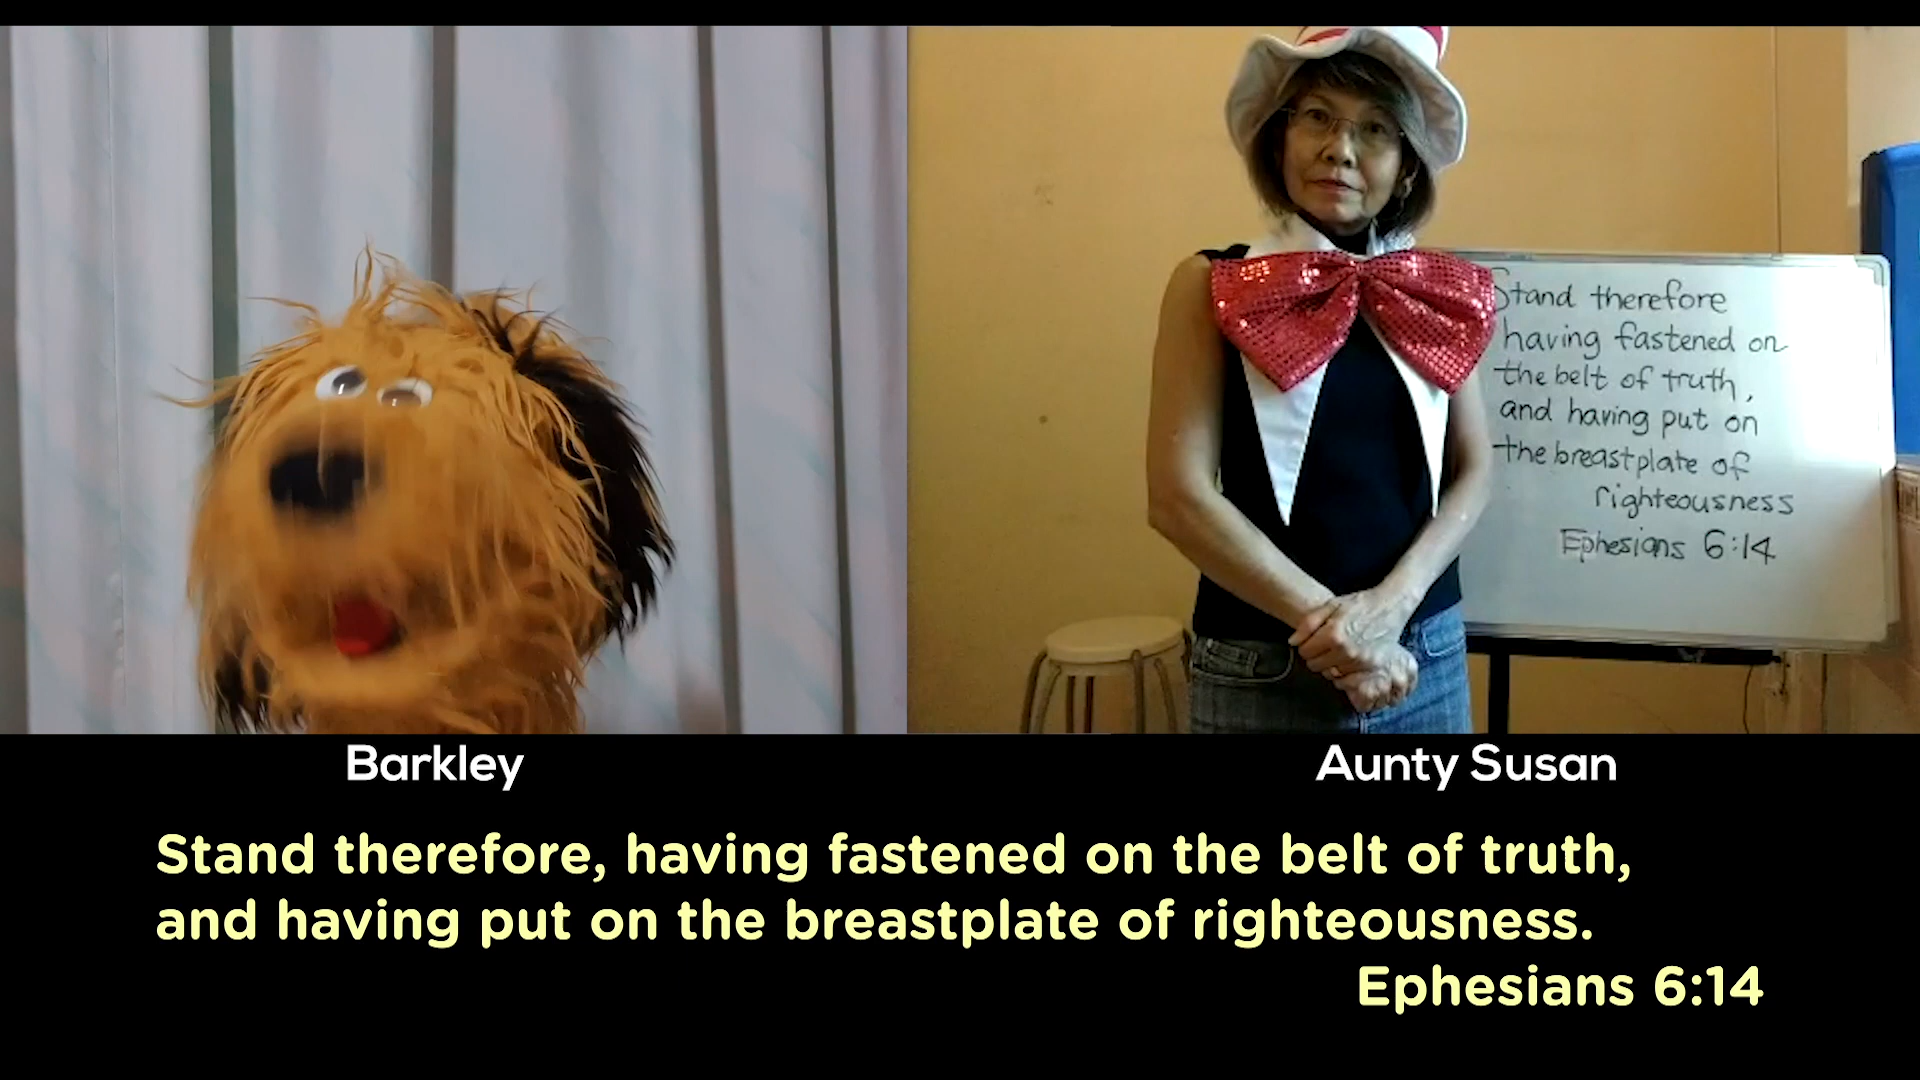 Stand therefore
having fastened on
the belt of truth,
and having put on
the breastplate of
righteousness
Ephesians 6:14
Barkley
Aunty Susan
Stand therefore, having fastened on the belt of truth,
and having put on the breastplate of righteousness.
Ephesians 6:14